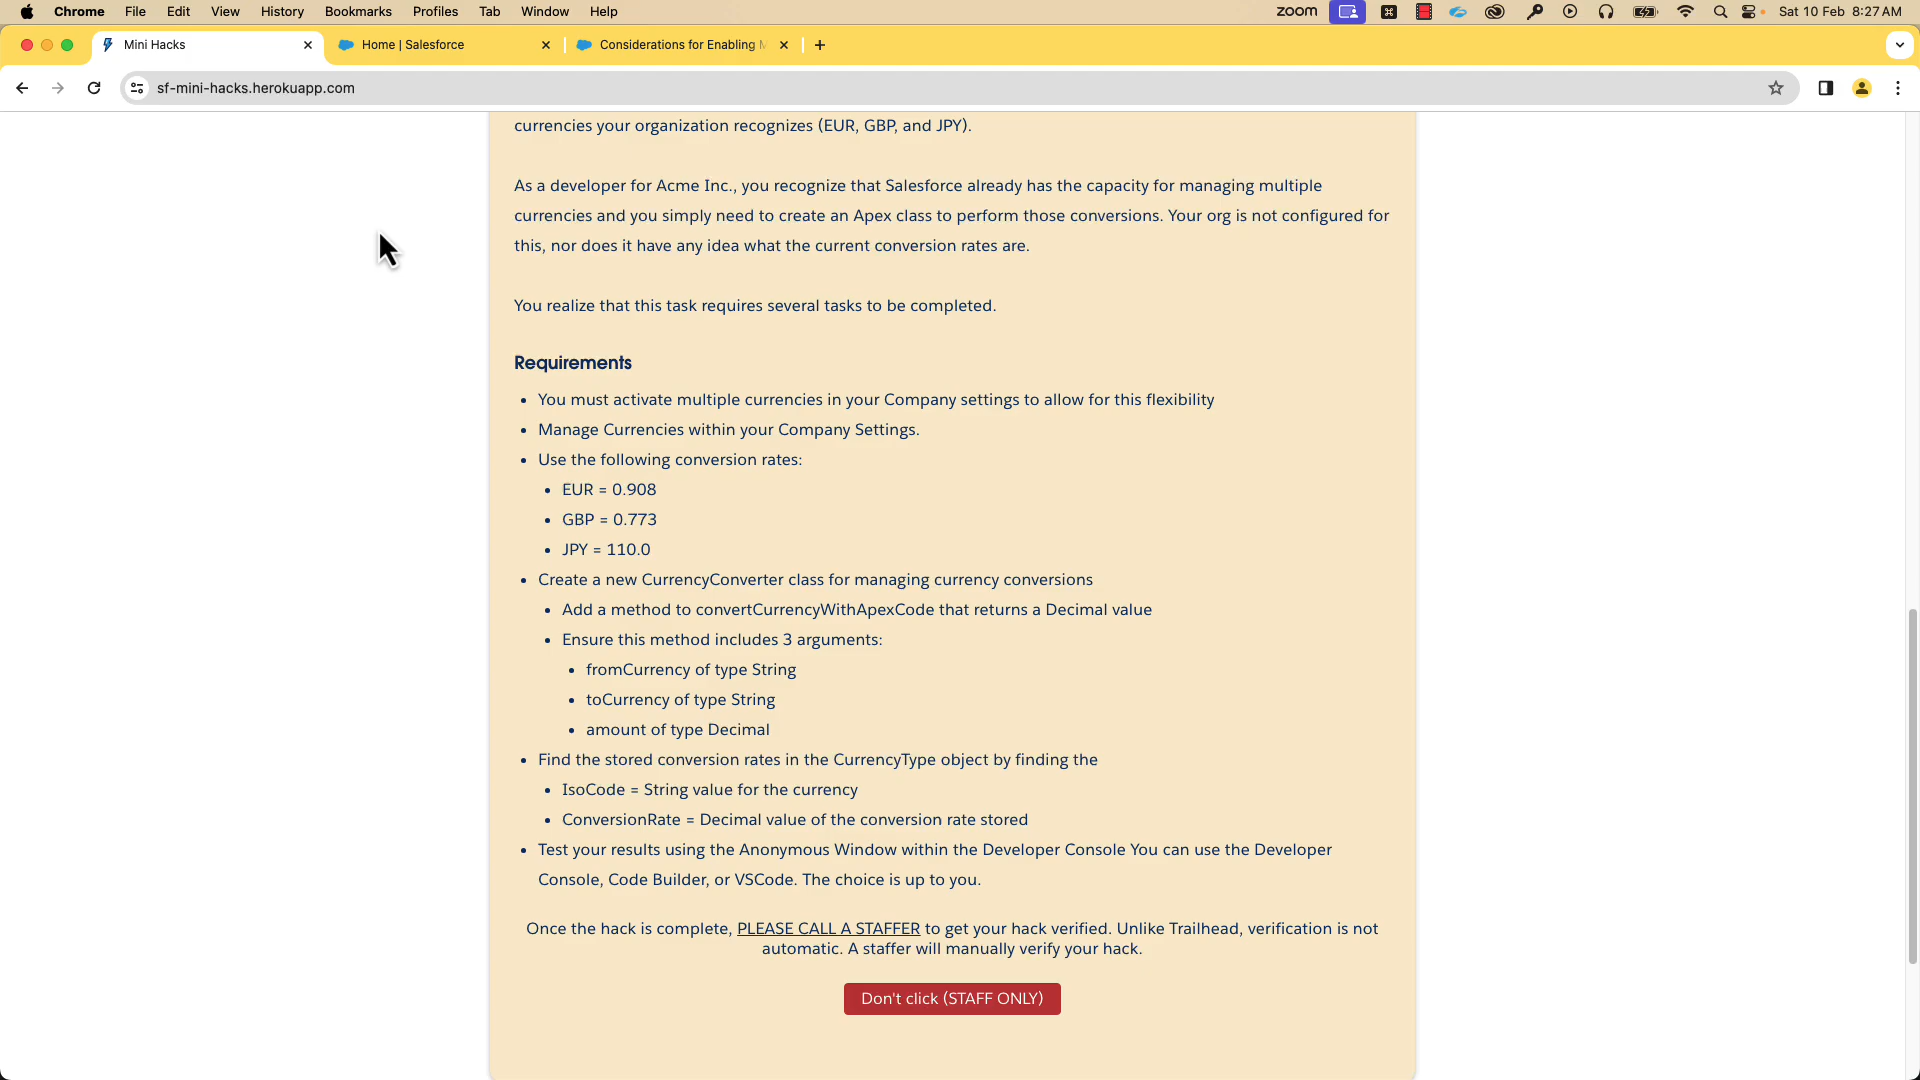 Chrome File Edit View History Bookmarks Profiles Tab Window Help zoom Sat 10 Feb 8:27 AM
Mini Hacks Home | Salesforce Considerations for Enabling
sf-mini-hacks.herokuapp.com
currencies your organization recognizes (EUR, GBP, and JPY).
As a developer for Acme Inc., you recognize that Salesforce already has the capacity for managing multiple
currencies and you simply need to create an Apex class to perform those conversions. Your org is not configured for
this, nor does it have any idea what the current conversion rates are.
You realize that this task requires several tasks to be completed.
Requirements
• You must activate multiple currencies in your Company settings to allow for this flexibility
• Manage Currencies within your Company Settings.
• Use the following conversion rates:
• EUR = 0.908
• GBP = 0.773
• JPY = 110.0
• Create a new CurrencyConverter class for managing currency conversions
• Add a method to convertCurrencyWithApexCode that returns a Decimal value
• Ensure this method includes 3 arguments:
• fromCurrency of type String
• toCurrency of type String
• amount of type Decimal
• Find the stored conversion rates in the CurrencyType object by finding the
• IsoCode = String value for the currency
• ConversionRate = Decimal value of the conversion rate stored
• Test your results using the Anonymous Window within the Developer Console You can use the Developer
Console, Code Builder, or VSCode. The choice is up to you.
Once the hack is complete, PLEASE CALL A STAFFER to get your hack verified. Unlike Trailhead, verification is not
automatic. A staffer will manually verify your hack.
Don't click (STAFF ONLY)